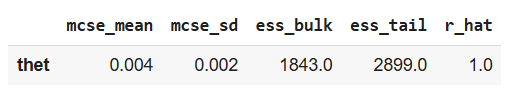 mcse_mean mcse_sd ess_bulk ess_tail r_hat
thet 0.004 0.002 1843.0 2899.0 1.0